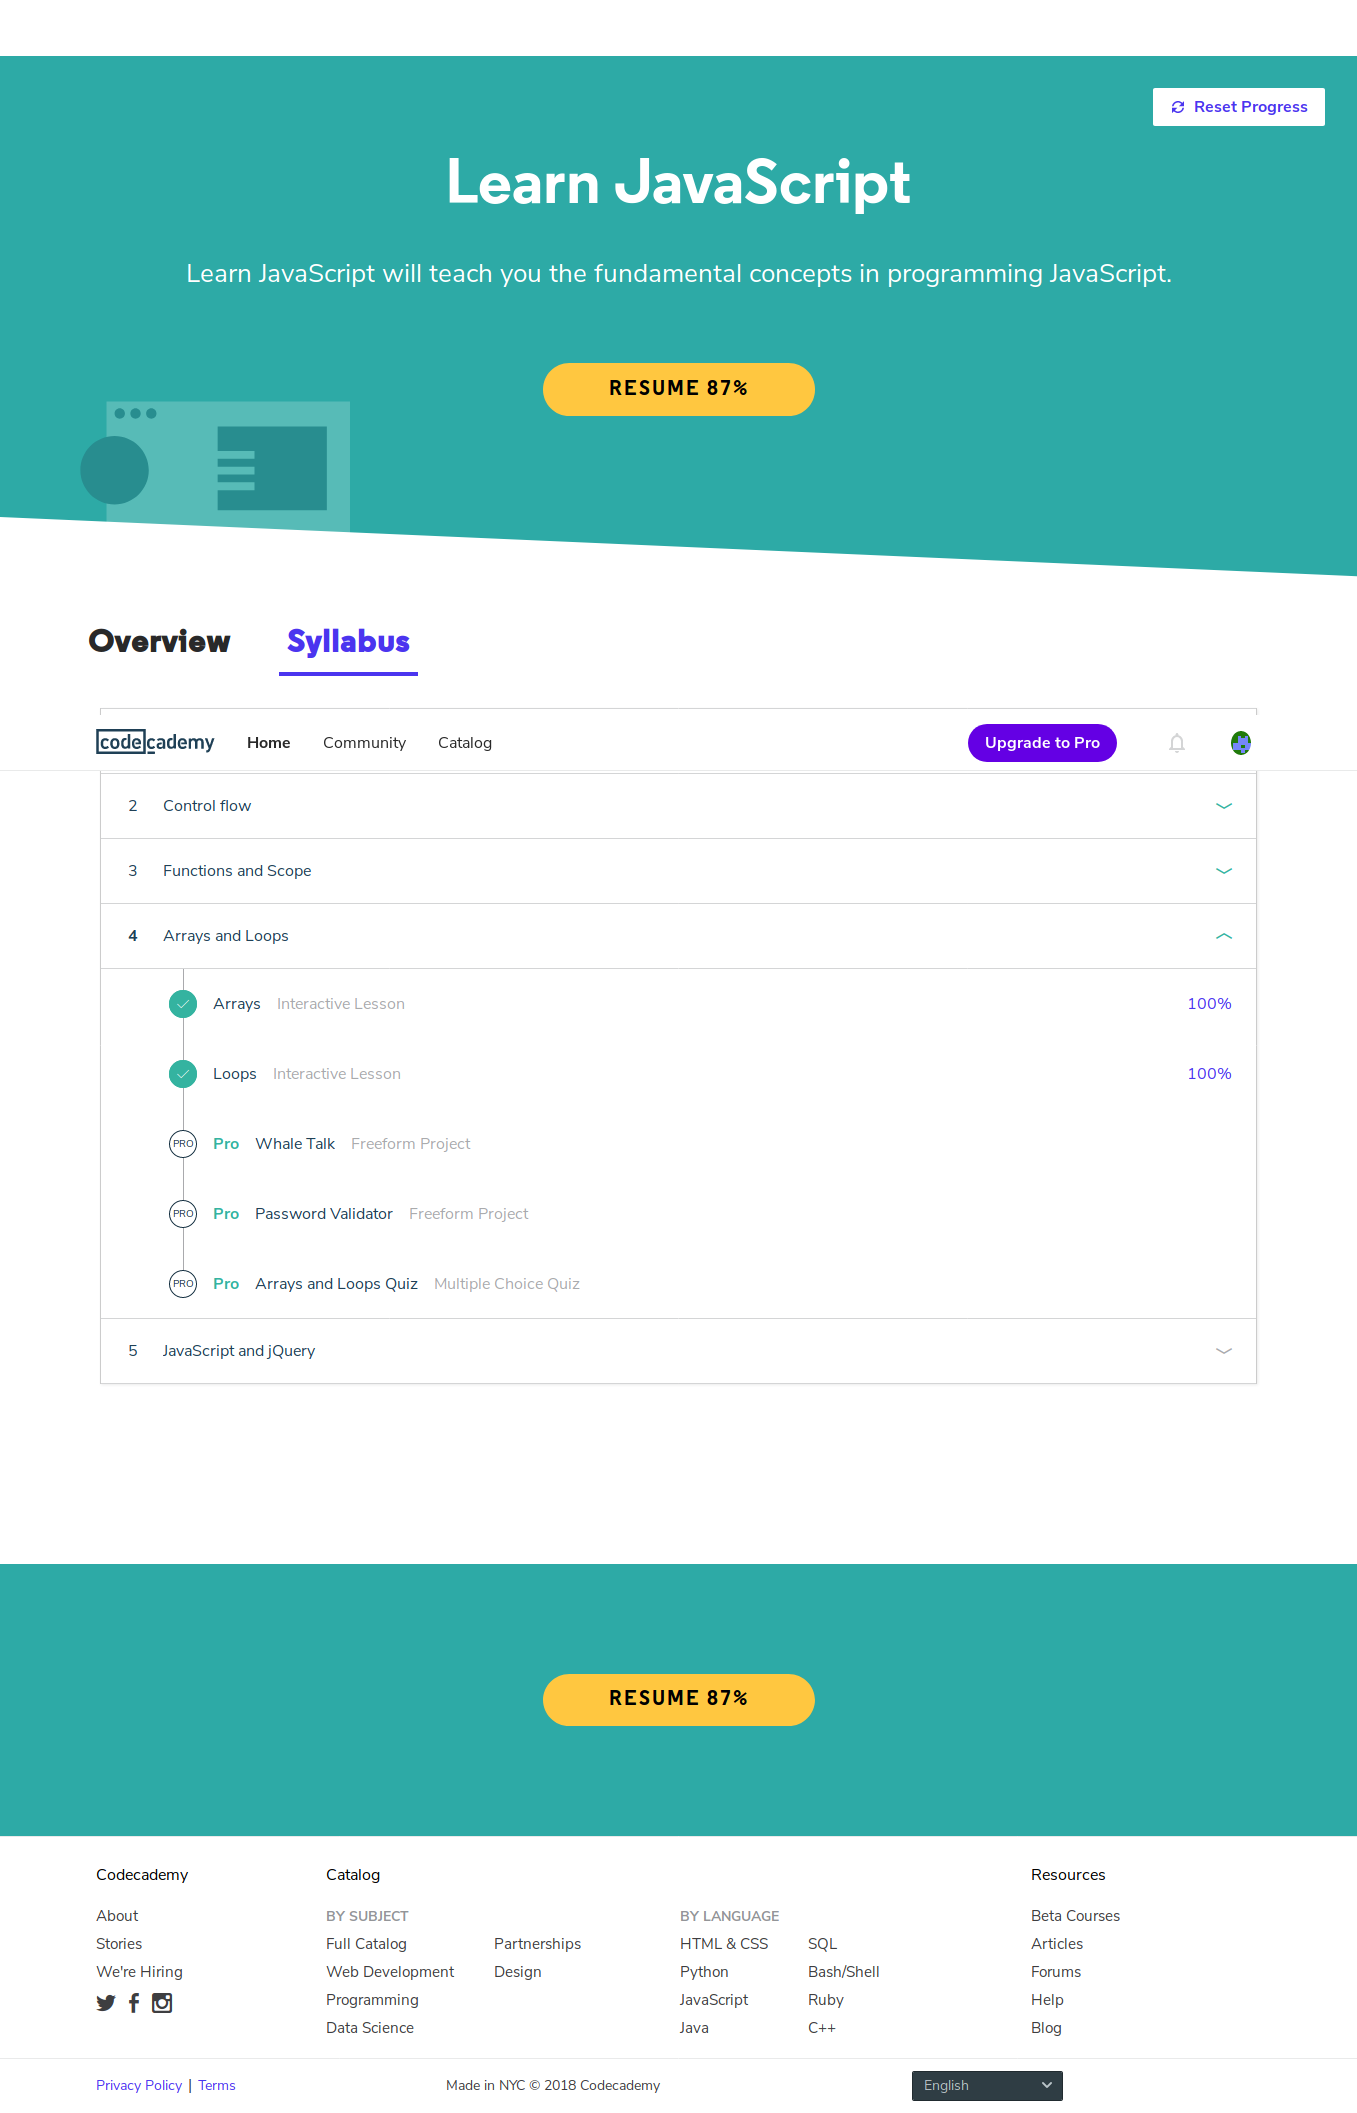 Reset Progress
Learn JavaScript
Learn JavaScript will teach you the fundamental concepts in programming JavaScript.
RESUME 87%
Overview Syllabus
codecademy Home Community Catalog Upgrade to Pro
2 Control flow
3 Functions and Scope
4 Arrays and Loops
Arrays Interactive Lesson 100%
Loops Interactive Lesson 100%
PRO Pro Whale Talk Freeform Project
PRO Pro Password Validator Freeform Project
PRO Pro Arrays and Loops Quiz Multiple Choice Quiz
5 JavaScript and jQuery
RESUME 87%
Codecademy
About
Stories
We're Hiring
Catalog
BY SUBJECT
Full Catalog
Web Development
Programming
Data Science
Partnerships
Design
BY LANGUAGE
HTML & CSS
Python
JavaScript
Java
SQL
Bash/Shell
Ruby
C++
Resources
Beta Courses
Articles
Forums
Help
Blog
Privacy Policy | Terms
Made in NYC © 2018 Codecademy
English